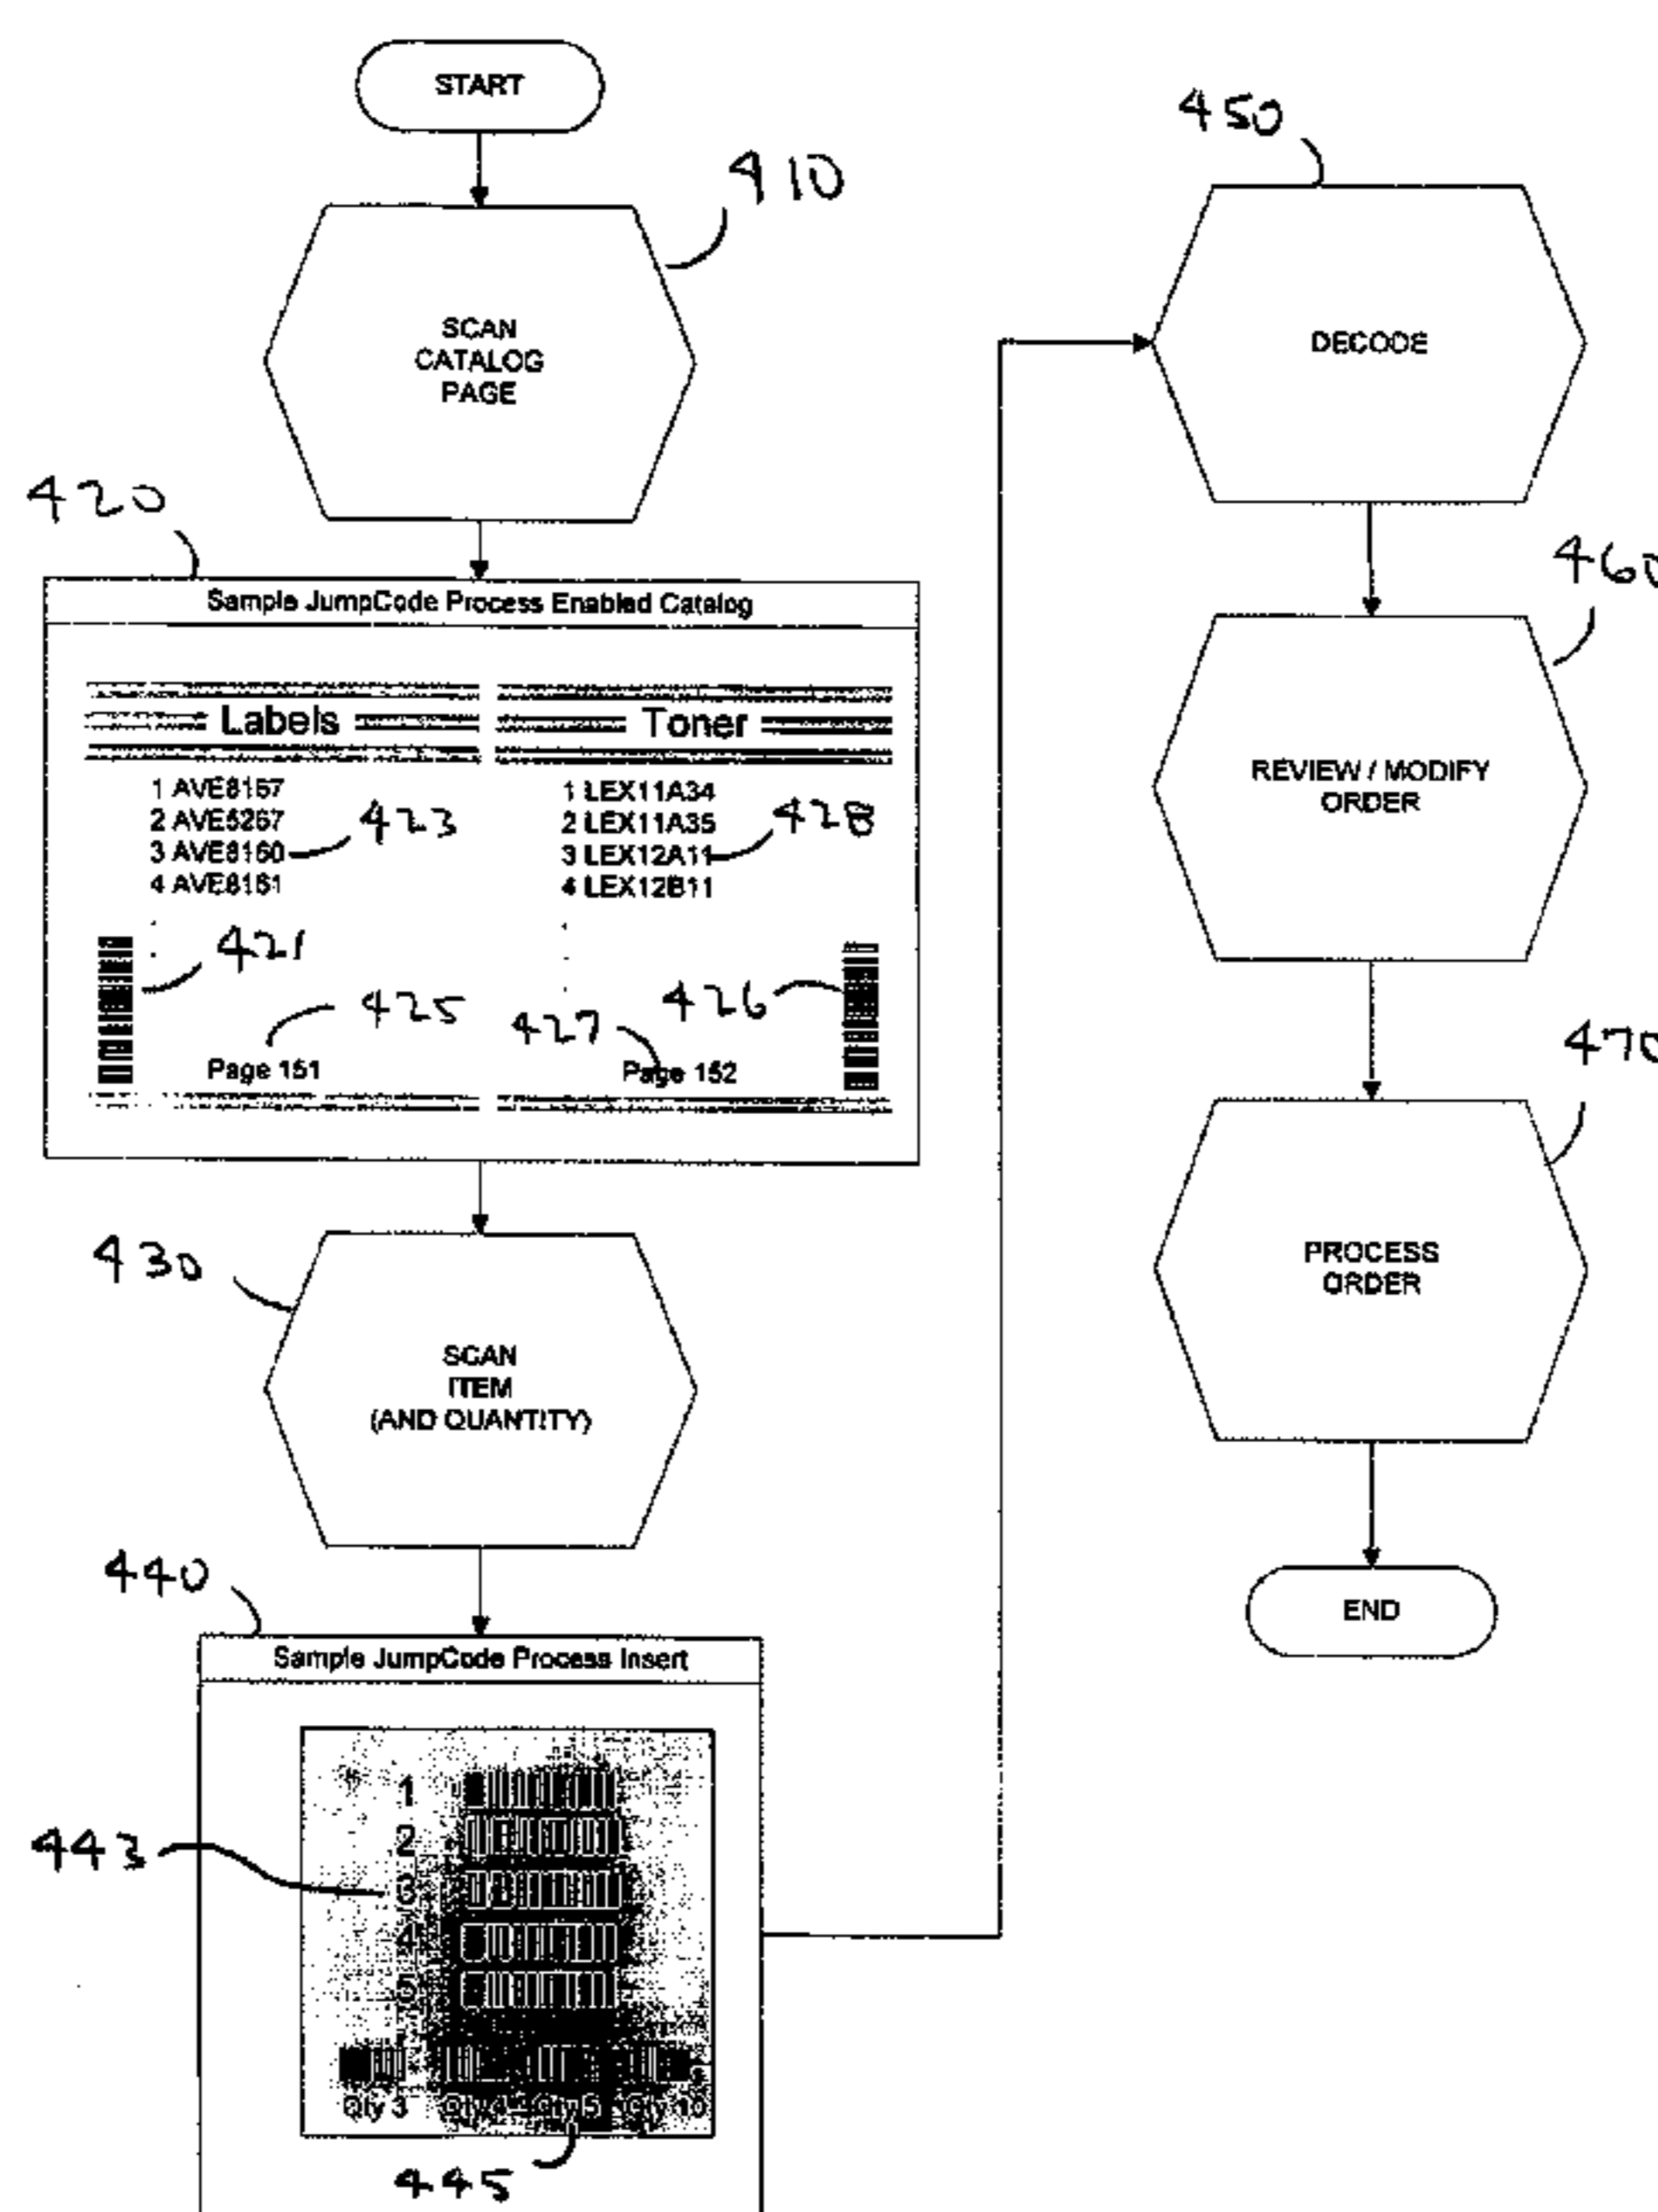 START
410
SCAN
CATALOG
PAGE
420
Sample JumpCode Process Enabled Catalog
Labels
1 AVE8167
2 AVE5267
3 AVE8160
4 AVE8161
423
421
425
Page 151
Toner
1 LEX11A34
2 LEX11A35
3 LEX12A11
4 LEX12B11
428
426
427
Page 152
430
SCAN
ITEM
(AND QUANTITY)
440
Sample JumpCode Process Insert
1
2
3
4
5
443
Qty 3 Qty 4 Qty 5 Qty 10
445
450
DECODE
460
REVIEW / MODIFY
ORDER
470
PROCESS
ORDER
END